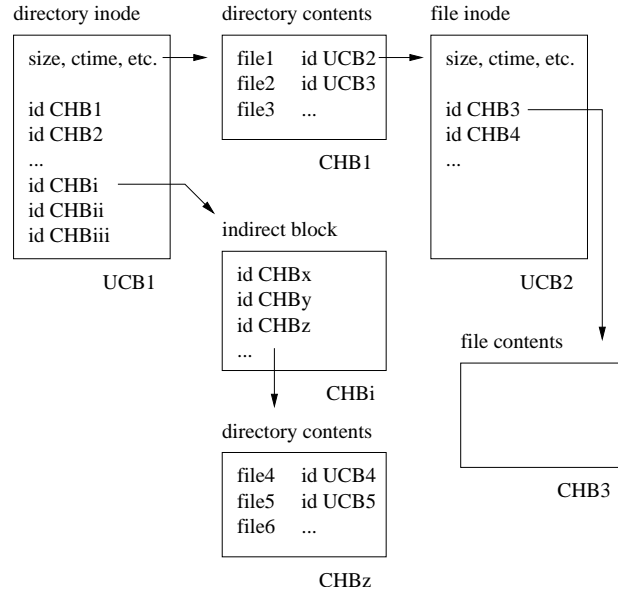 directory inode
size, ctime, etc.
id CHB1
id CHB2
...
id CHBi
id CHBii
id CHBiii
UCB1
directory contents
file1 id UCB2
file2 id UCB3
file3 ...
CHB1
file inode
size, ctime, etc.
id CHB3
id CHB4
...
UCB2
indirect block
id CHBx
id CHBy
id CHBz
...
CHBi
file contents
CHB3
directory contents
file4 id UCB4
file5 id UCB5
file6 ...
CHBz